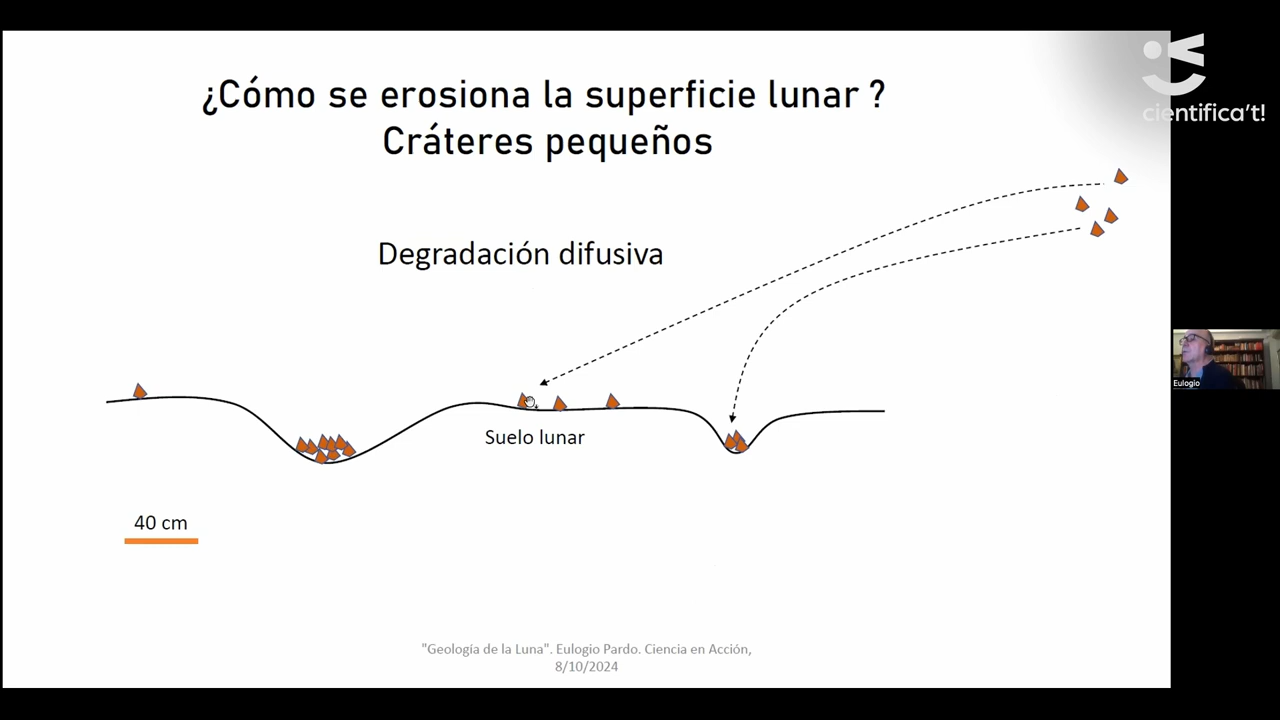 ¿Cómo se erosiona la superficie lunar ?
Cráteres pequeños
cientifica't!
Degradación difusiva
Eulogio
Suelo lunar
40 cm
"Geología de la Luna". Eulogio Pardo. Ciencia en Acción,
8/10/2024